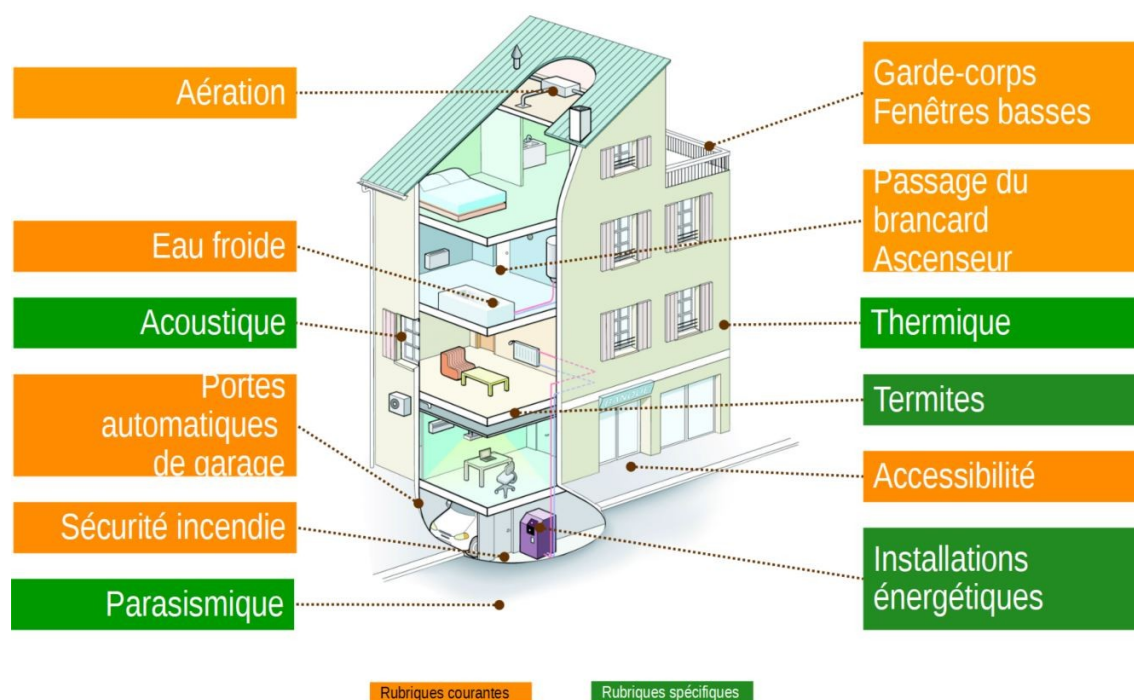 Aération
Eau froide
Acoustique
Portes
automatiques
de garage
Sécurité incendie
Parasismique
Garde-corps
Fenêtres basses
Passage du
brancard
Ascenseur
Thermique
Termites
Accessibilité
Installations
énergétiques
Rubriques courantes
Rubriques spécifiques